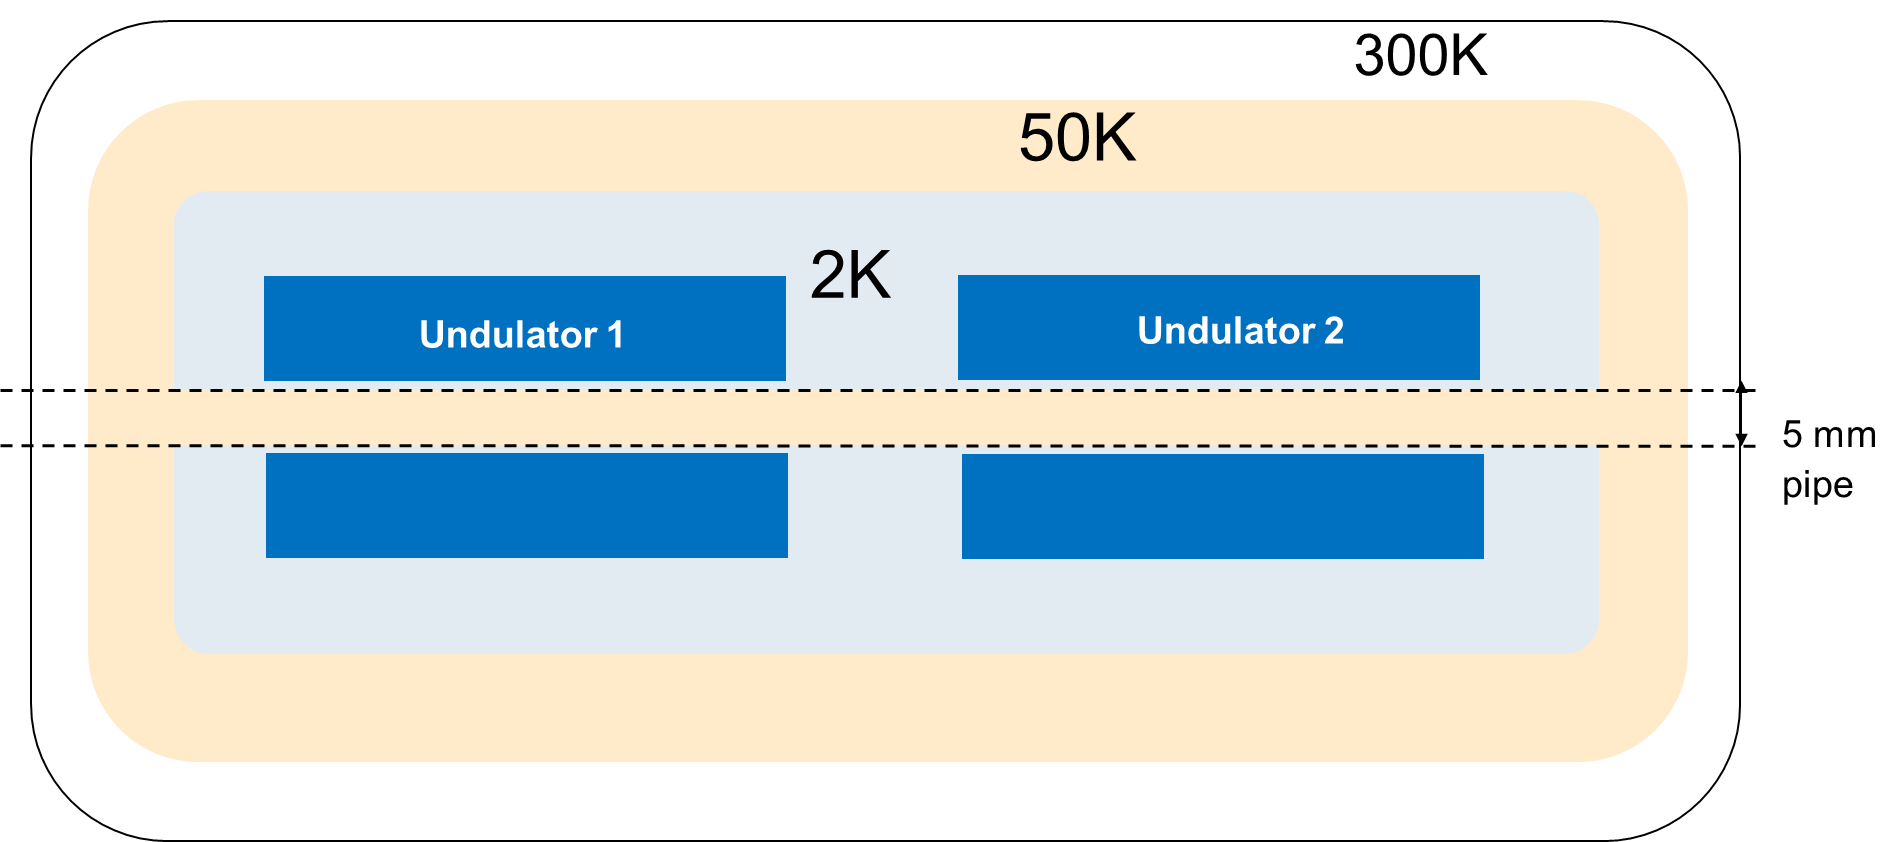 300K
50K
2K
Undulator 1
Undulator 2
5 mm
pipe